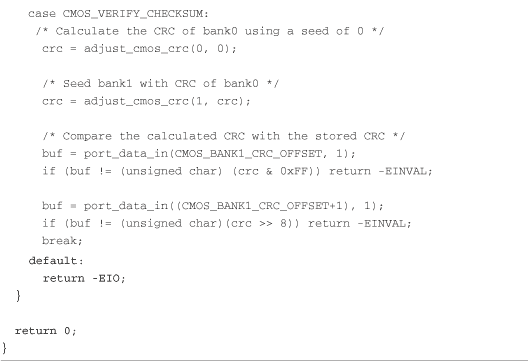 case CMOS_VERIFY_CHECKSUM:
/* Calculate the CRC of bank0 using a seed of 0 */
crc = adjust_cmos_crc(0, 0);
/* Seed bank1 with CRC of bank0 */
crc = adjust_cmos_crc(1, crc);
/* Compare the calculated CRC with the stored CRC */
buf = port_data_in(CMOS_BANK1_CRC_OFFSET, 1);
if (buf != (unsigned char) (crc & 0xFF)) return -EINVAL;
buf = port_data_in((CMOS_BANK1_CRC_OFFSET+1), 1);
if (buf != (unsigned char)(crc >> 8)) return -EINVAL;
break;
default:
return -EIO;
}
return 0;
}